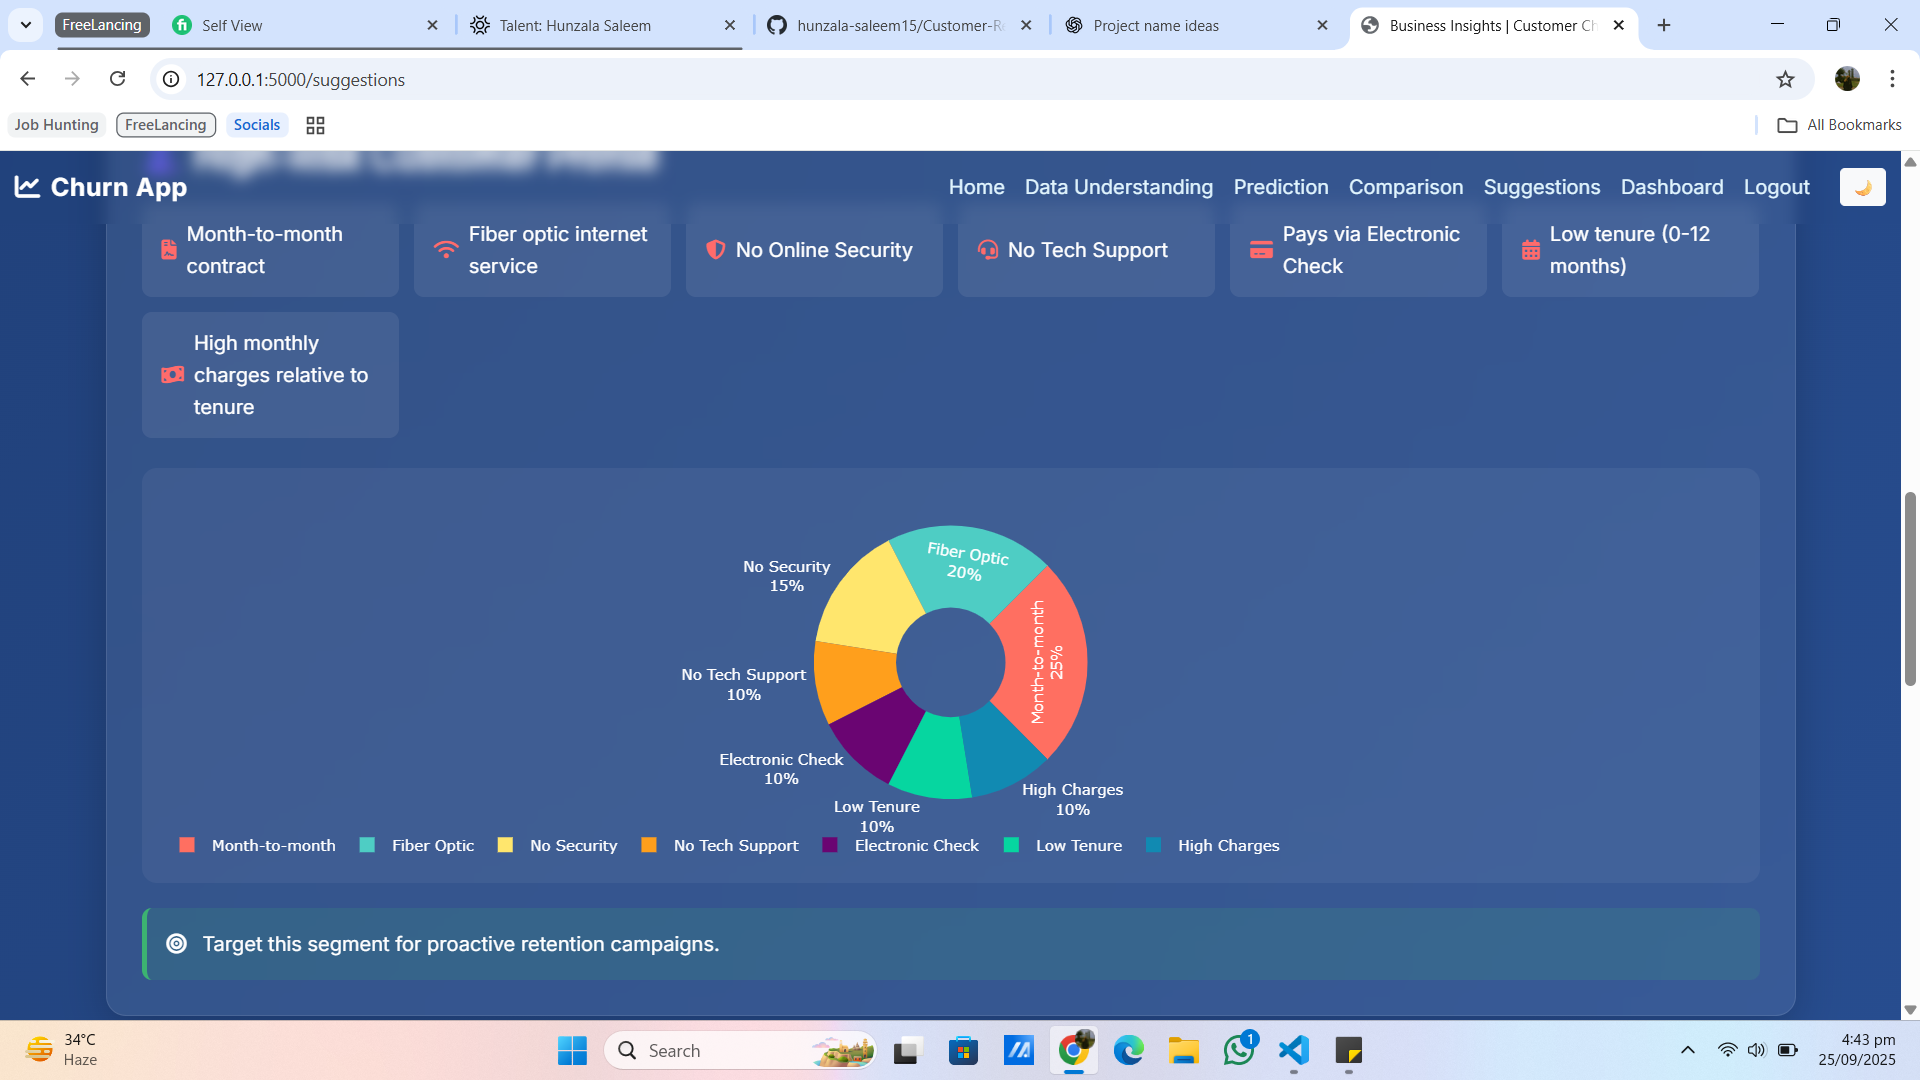 FreeLancing
Self View
Talent: Hunzala Saleem
hunzala-saleem15/Customer-R
Project name ideas
Business Insights | Customer Ch
127.0.0.1:5000/suggestions
Job Hunting
FreeLancing
Socials
All Bookmarks
High-Risk Customer Profile
Churn App
Home
Data Understanding
Prediction
Comparison
Suggestions
Dashboard
Logout
Month-to-month
contract
Fiber optic internet
service
No Online Security
No Tech Support
Pays via Electronic
Check
Low tenure (0-12
months)
High monthly
charges relative to
tenure
Fiber Optic
20%
No Security
15%
Month-to-month
25%
No Tech Support
10%
Electronic Check
10%
High Charges
10%
Low Tenure
10%
Month-to-month
Fiber Optic
No Security
No Tech Support
Electronic Check
Low Tenure
High Charges
Target this segment for proactive retention campaigns.
34°C
Haze
Search
1
4:43 pm
25/09/2025